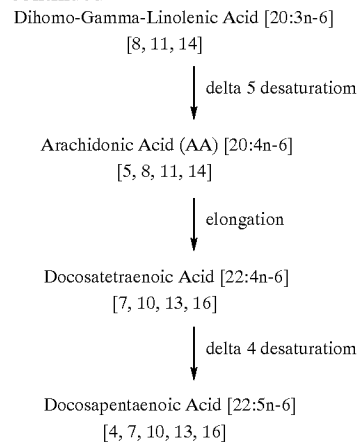 Dihomo-Gamma-Linolenic Acid [20:3n-6]
[8, 11, 14]
delta 5 desaturatiom
Arachidonic Acid (AA) [20:4n-6]
[5, 8, 11, 14]
elongation
Docosatetraenoic Acid [22:4n-6]
[7, 10, 13, 16]
delta 4 desaturatiom
Docosapentaenoic Acid [22:5n-6]
[4, 7, 10, 13, 16]